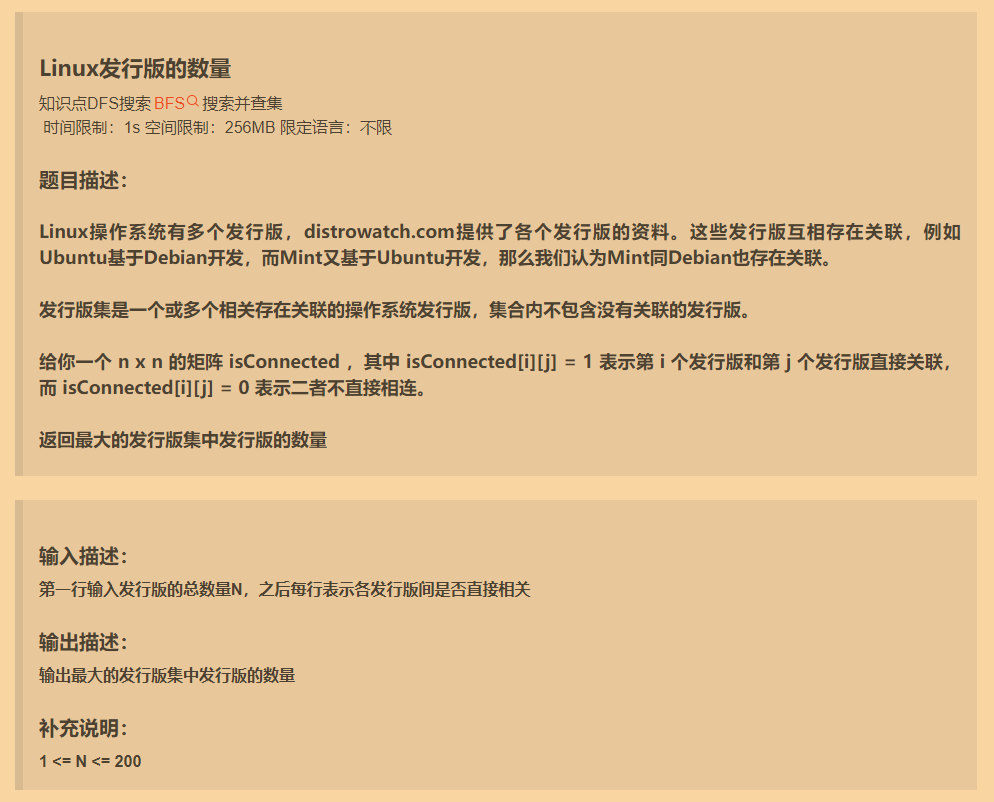 Linux发行版的数量
知识点DFS搜索BFS搜索并查集
时间限制：1s 空间限制：256MB 限定语言：不限
题目描述：
Linux操作系统有多个发行版，distrowatch.com提供了各个发行版的资料。这些发行版互相存在关联，例如
Ubuntu基于Debian开发，而Mint又基于Ubuntu开发，那么我们认为Mint同Debian也存在关联。
发行版集是一个或多个相关存在关联的操作系统发行版，集合内不包含没有关联的发行版。
给你一个 n x n 的矩阵 isConnected ，其中 isConnected[i][j] = 1 表示第 i 个发行版和第 j 个发行版直接关联，
而 isConnected[i][j] = 0 表示二者不直接相连。
返回最大的发行版集中发行版的数量
输入描述：
第一行输入发行版的总数量N，之后每行表示各发行版间是否直接相关
输出描述：
输出最大的发行版集中发行版的数量
补充说明：
1 <= N <= 200